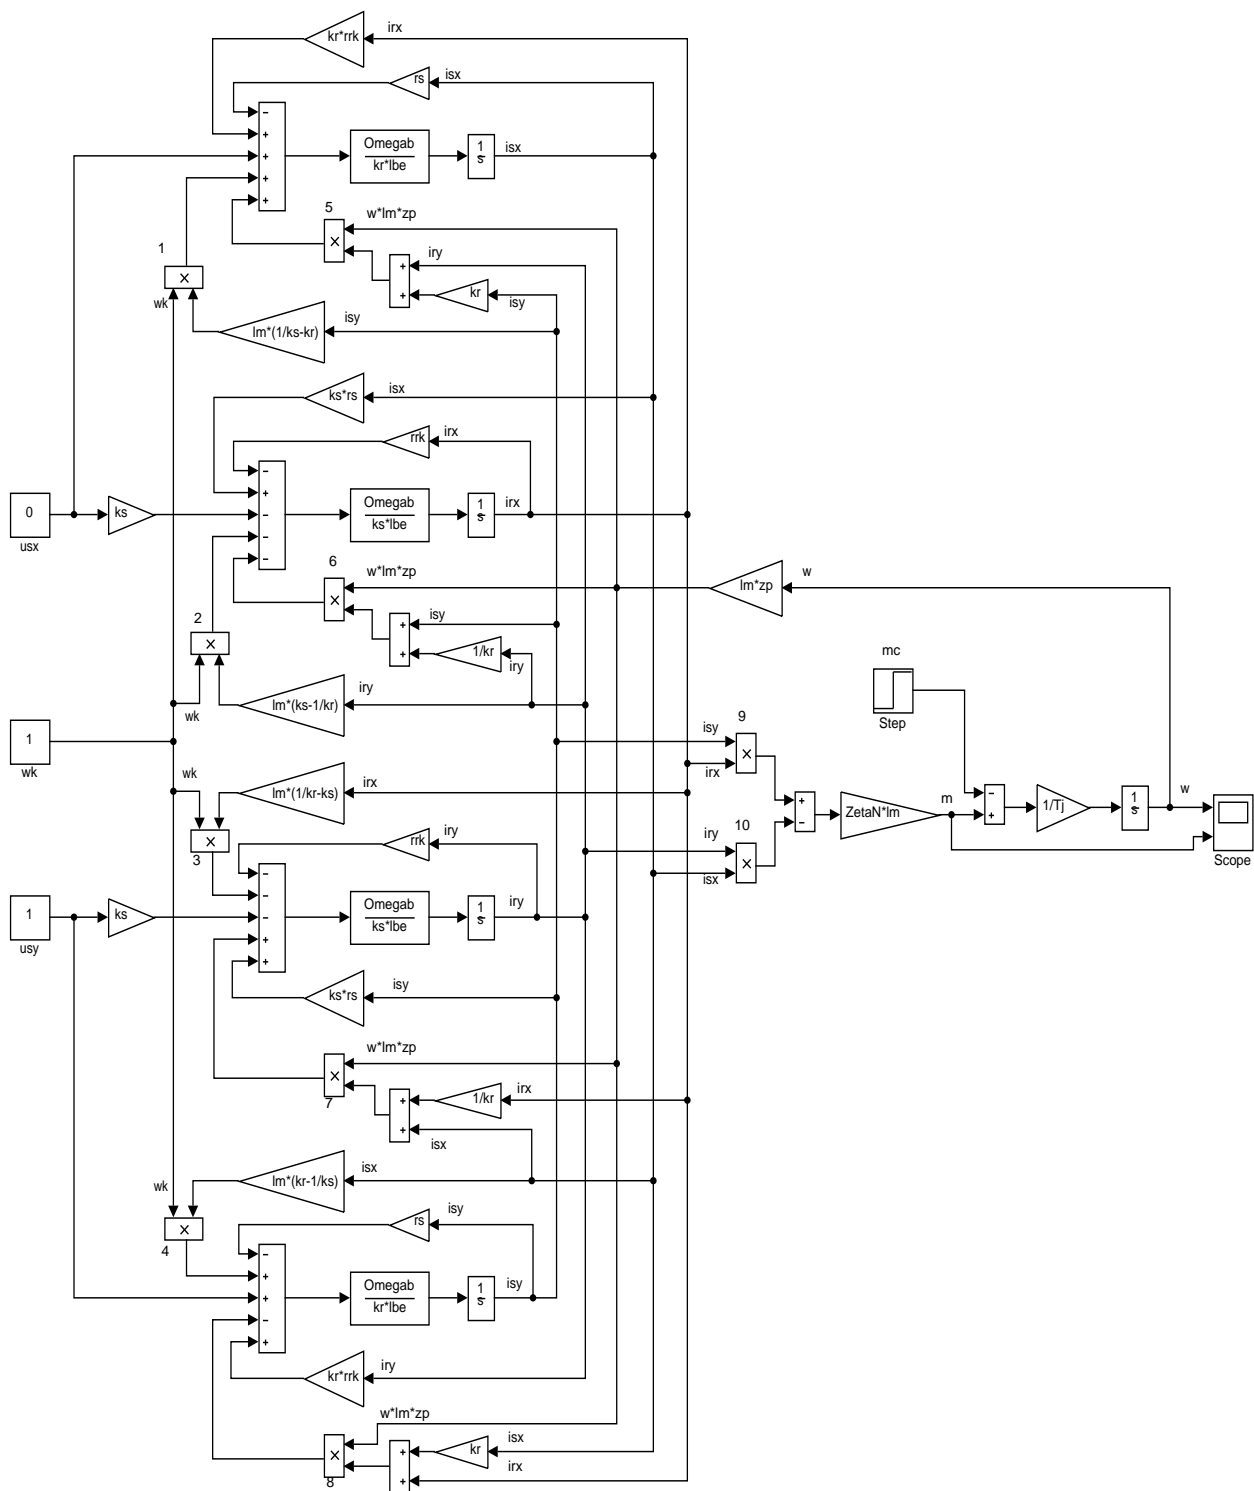 irx
kr*rrk
isx
rs
−
+
+
+
+
Omegab
kr*lbe
1
s
isx
5
w*lm*zp
×
1
×
wk
iry
+
+
kr
isy
isy
lm*(1/ks-kr)
isx
ks*rs
irx
rrk
−
+
−
−
−
0
usx
ks
Omegab
ks*lbe
1
s
irx
6
w*lm*zp
×
lm*zp
w
2
×
wk
isy
+
+
1/kr
iry
iry
lm*(ks-1/kr)
mc
Step
1
wk
isy
9
×
irx
wk
irx
lm*(1/kr-ks)
+
−
ZetaN*lm
m
−
+
1/Tj
1
s
w
Scope
×
3
iry
rrk
iry
10
×
isx
−
−
−
+
+
1
usy
ks
Omegab
ks*lbe
1
s
iry
isy
ks*rs
w*lm*zp
×
7
irx
1/kr
+
+
isx
isx
lm*(kr-1/ks)
wk
×
4
isy
rs
−
+
+
−
+
Omegab
kr*lbe
1
s
isy
iry
kr*rrk
w*lm*zp
×
8
isx
kr
+
+
irx